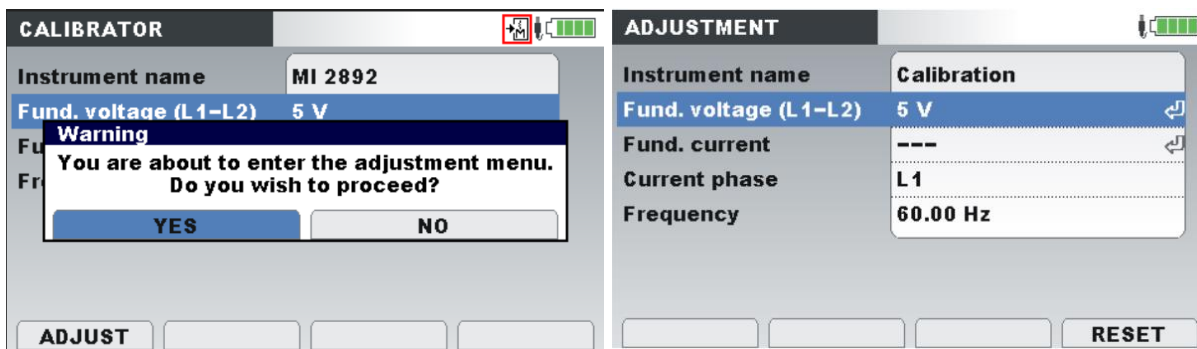 CALIBRATOR
Instrument name MI 2892
Fund. voltage (L1-L2) 5 V
Warning
You are about to enter the adjustment menu.
Do you wish to proceed?
YES NO
ADJUST
ADJUSTMENT
Instrument name Calibration
Fund. voltage (L1-L2) 5 V
Fund. current ---
Current phase L1
Frequency 60.00 Hz
RESET